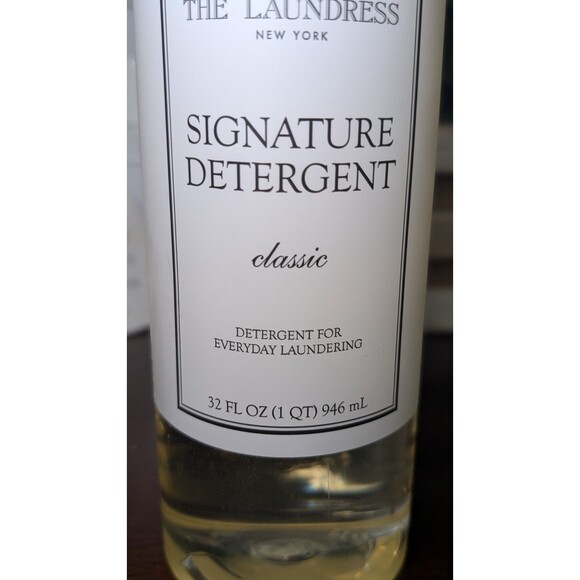 THE LAUNDRESS
NEW YORK
SIGNATURE
DETERGENT
classic
DETERGENT FOR
EVERYDAY LAUNDERING
32 FL OZ (1 QT) 946 mL